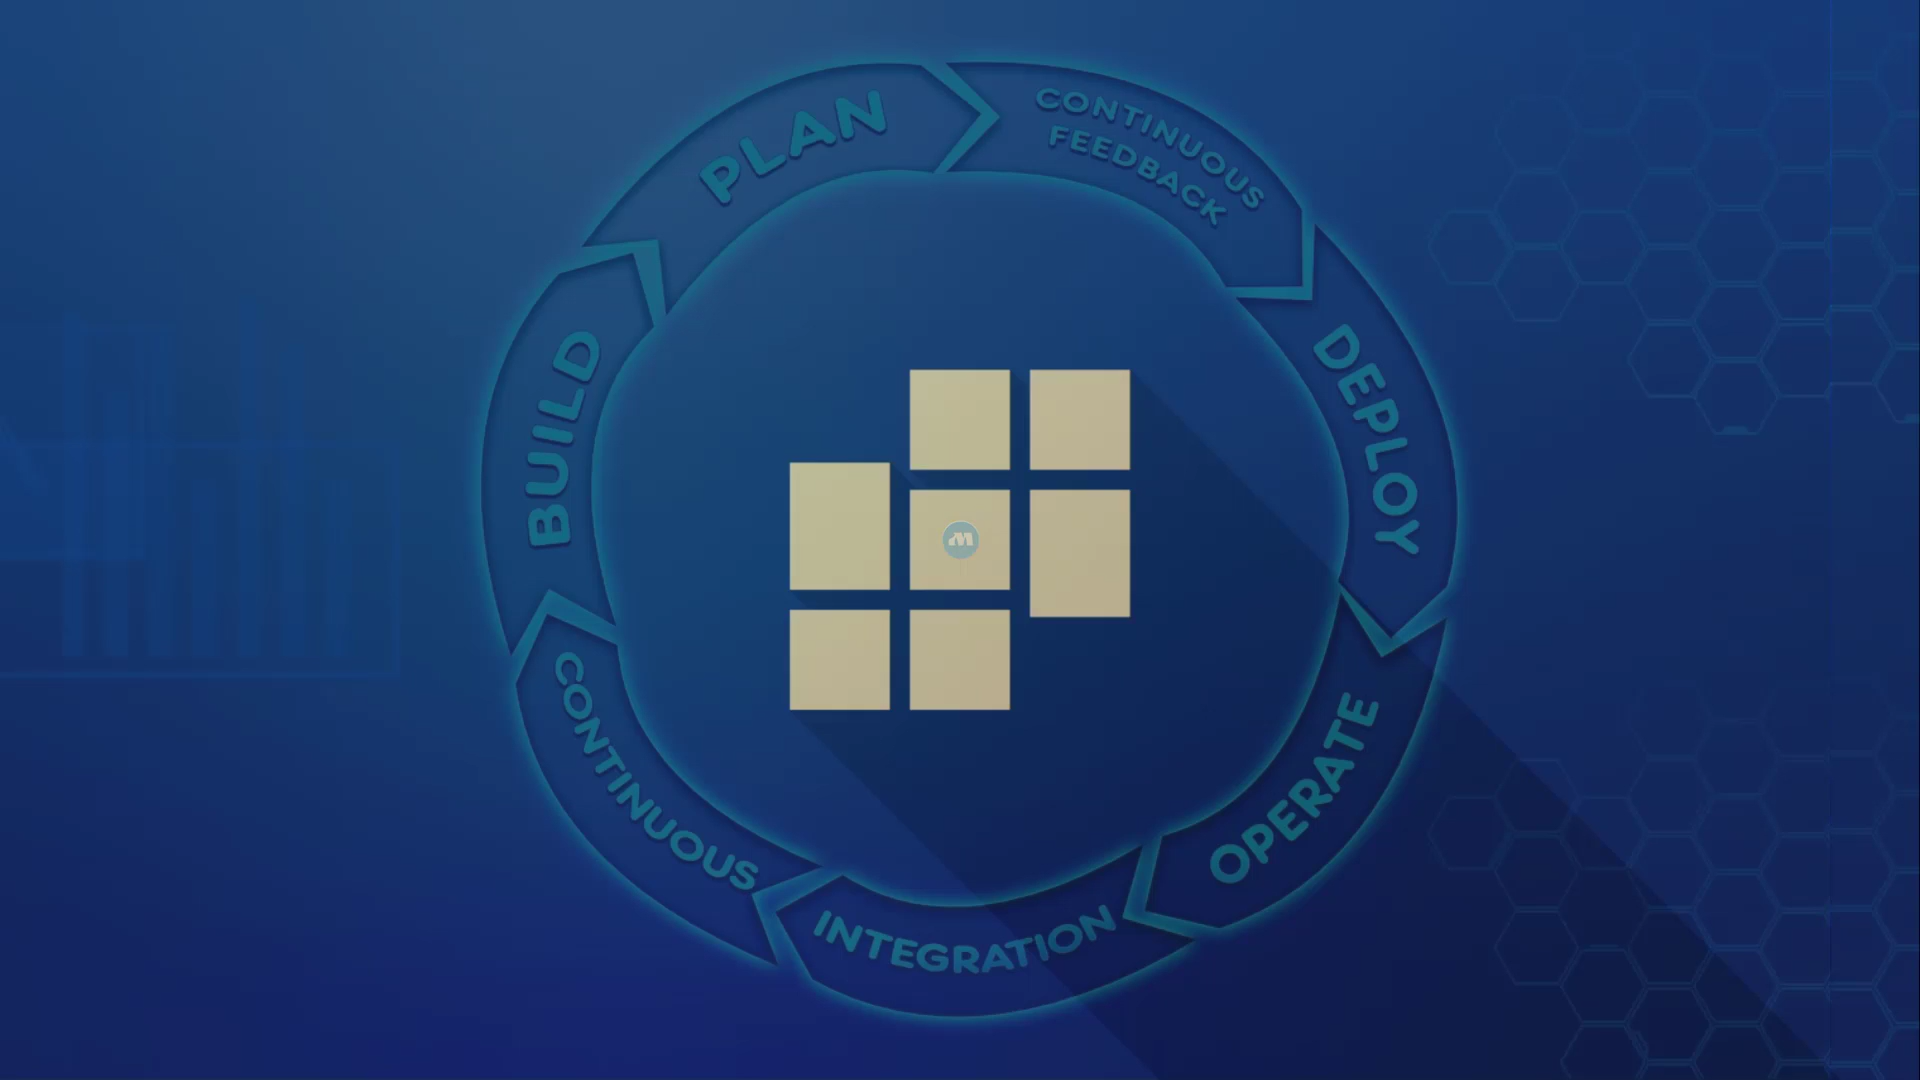 PLAN
CONTINUOUS
FEEDBACK
DEPLOY
OPERATE
INTEGRATION
CONTINUOUS
BUILD